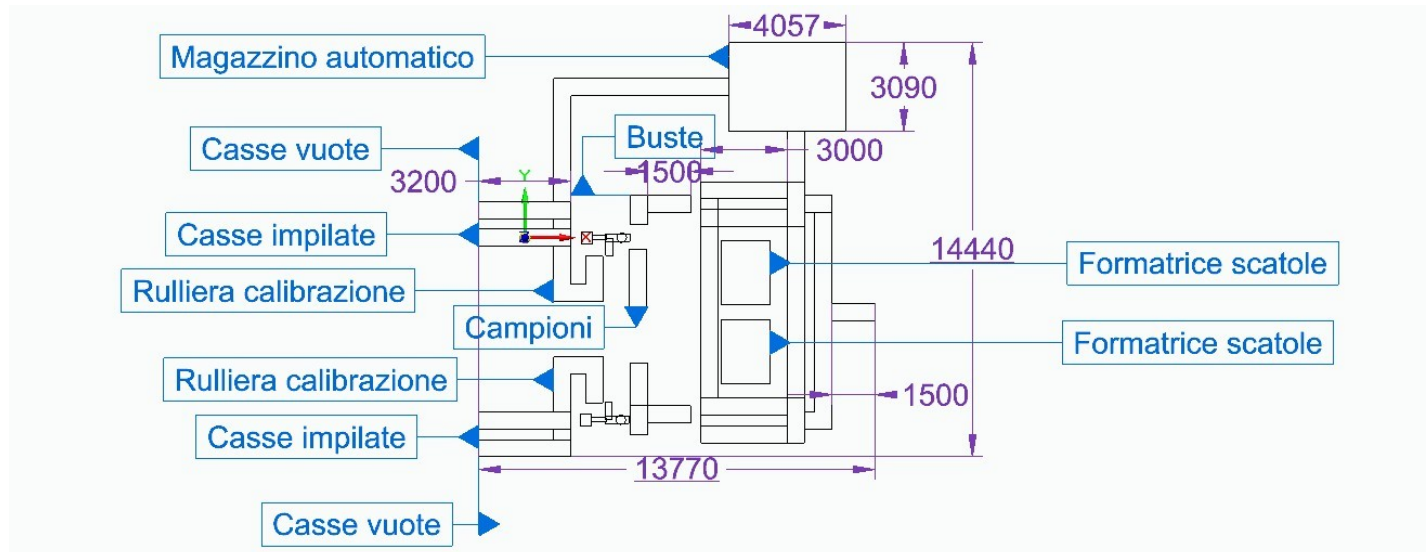 4057
Magazzino automatico
3090
Buste
Casse vuote
3000
1500
3200
Y
Casse impilate
14440
Formatrice scatole
Rulliera calibrazione
Campioni
Formatrice scatole
Rulliera calibrazione
1500
Casse impilate
13770
Casse vuote